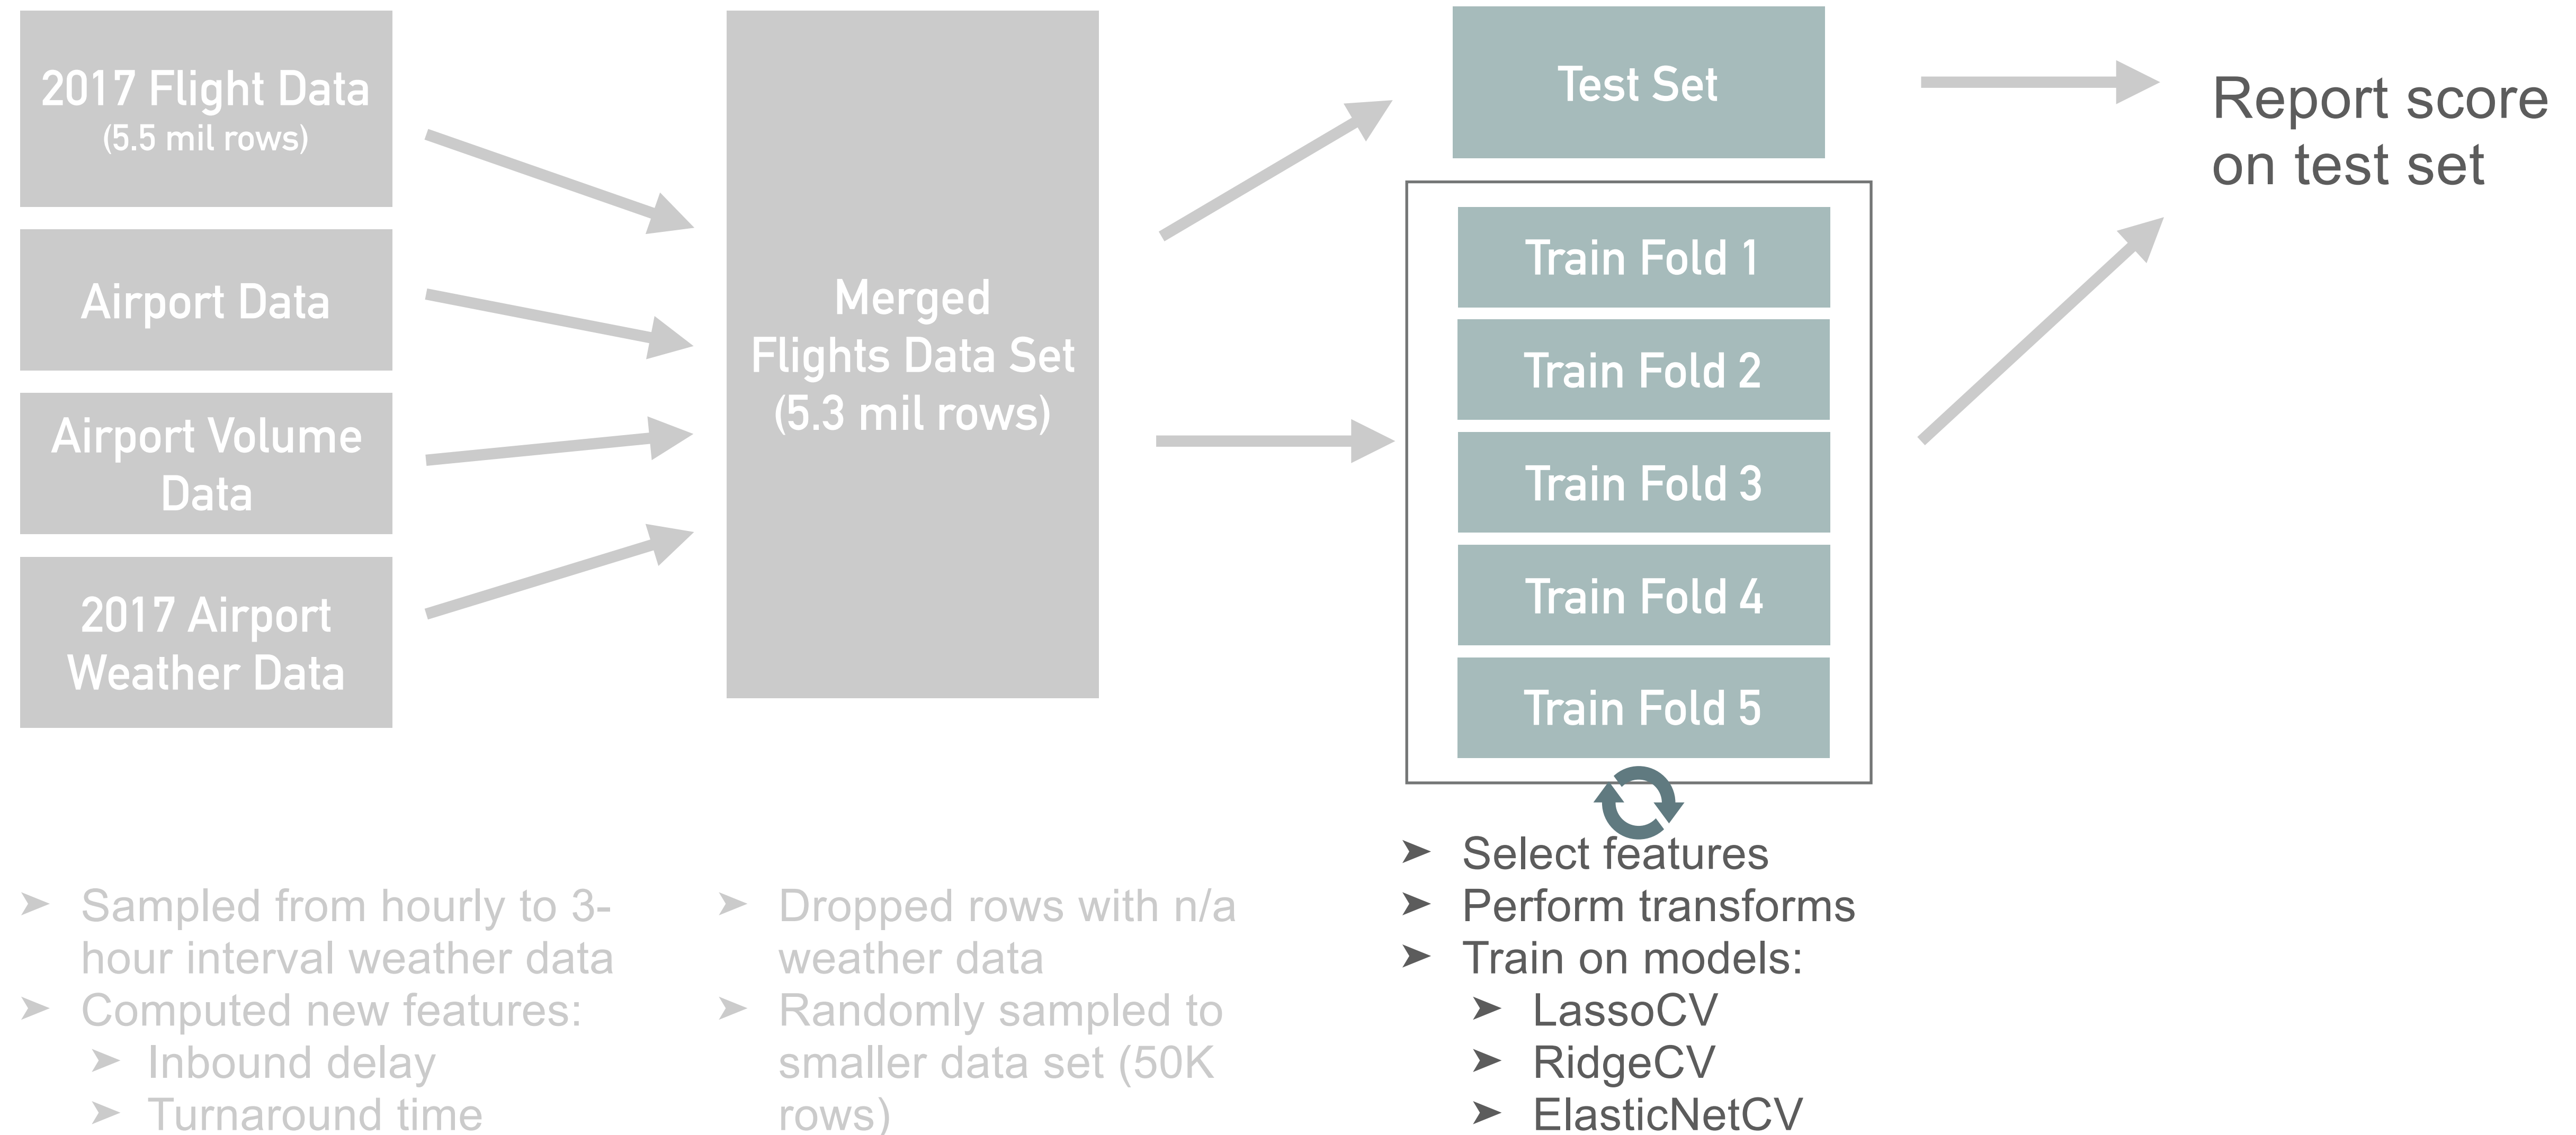 2017 Flight Data
(5.5 mil rows)
Airport Data
Airport Volume
Data
2017 Airport
Weather Data
Merged
Flights Data Set
(5.3 mil rows)
Test Set
Train Fold 1
Train Fold 2
Train Fold 3
Train Fold 4
Train Fold 5
Report score
on test set
➤ Sampled from hourly to 3-
hour interval weather data
➤ Computed new features:
➤ Inbound delay
➤ Turnaround time
➤ Dropped rows with n/a
weather data
➤ Randomly sampled to
smaller data set (50K
rows)
➤ Select features
➤ Perform transforms
➤ Train on models:
➤ LassoCV
➤ RidgeCV
➤ ElasticNetCV